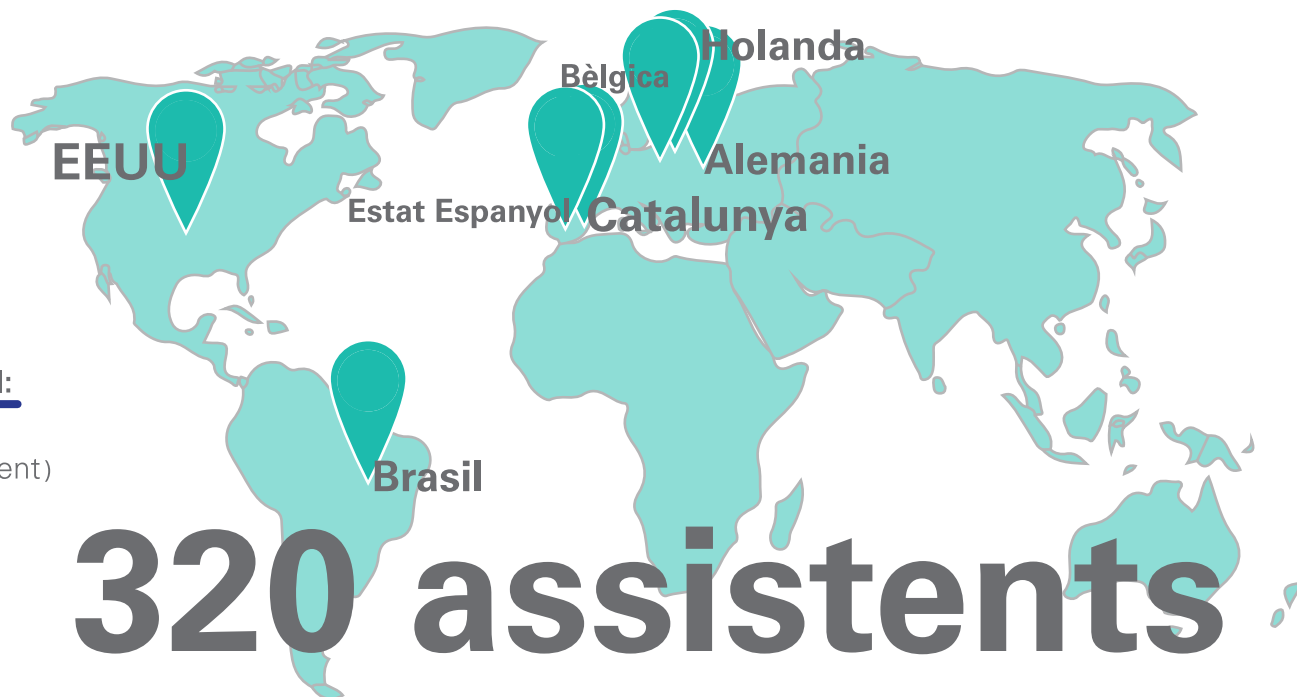 Holanda
Bèlgica
EEUU
Alemania
Estat Espanyol
Catalunya
Brasil
320 assistents